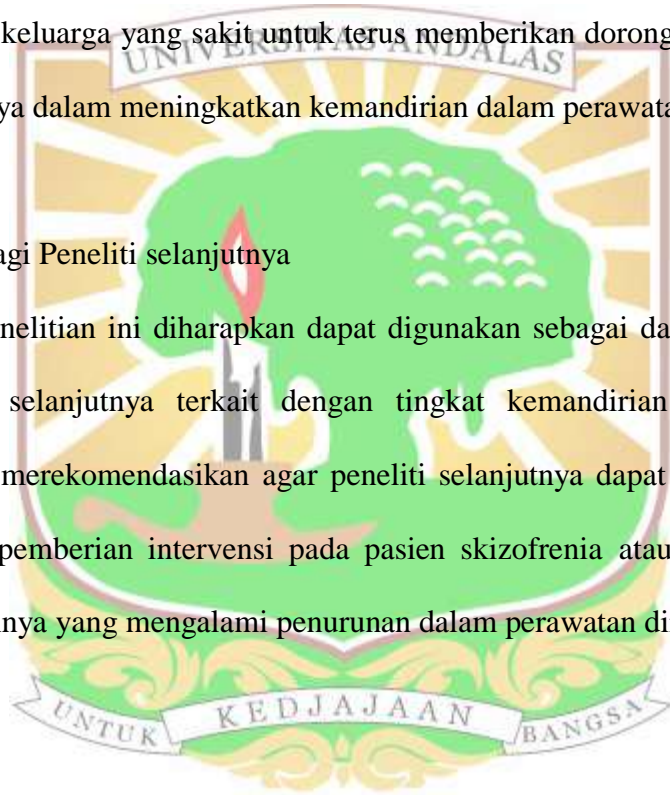 keluarga yang sakit untuk terus memberikan dorong
UNIVERSITAS ANDALAS
ya dalam meningkatkan kemandirian dalam perawata
agi Peneliti selanjutnya
nelitian ini diharapkan dapat digunakan sebagai da
selanjutnya terkait dengan tingkat kemandirian
merekomendasikan agar peneliti selanjutnya dapat
pemberian intervensi pada pasien skizofrenia atau
nya yang mengalami penurunan dalam perawatan di
UNTUK KEDJAJAAN BANGSA